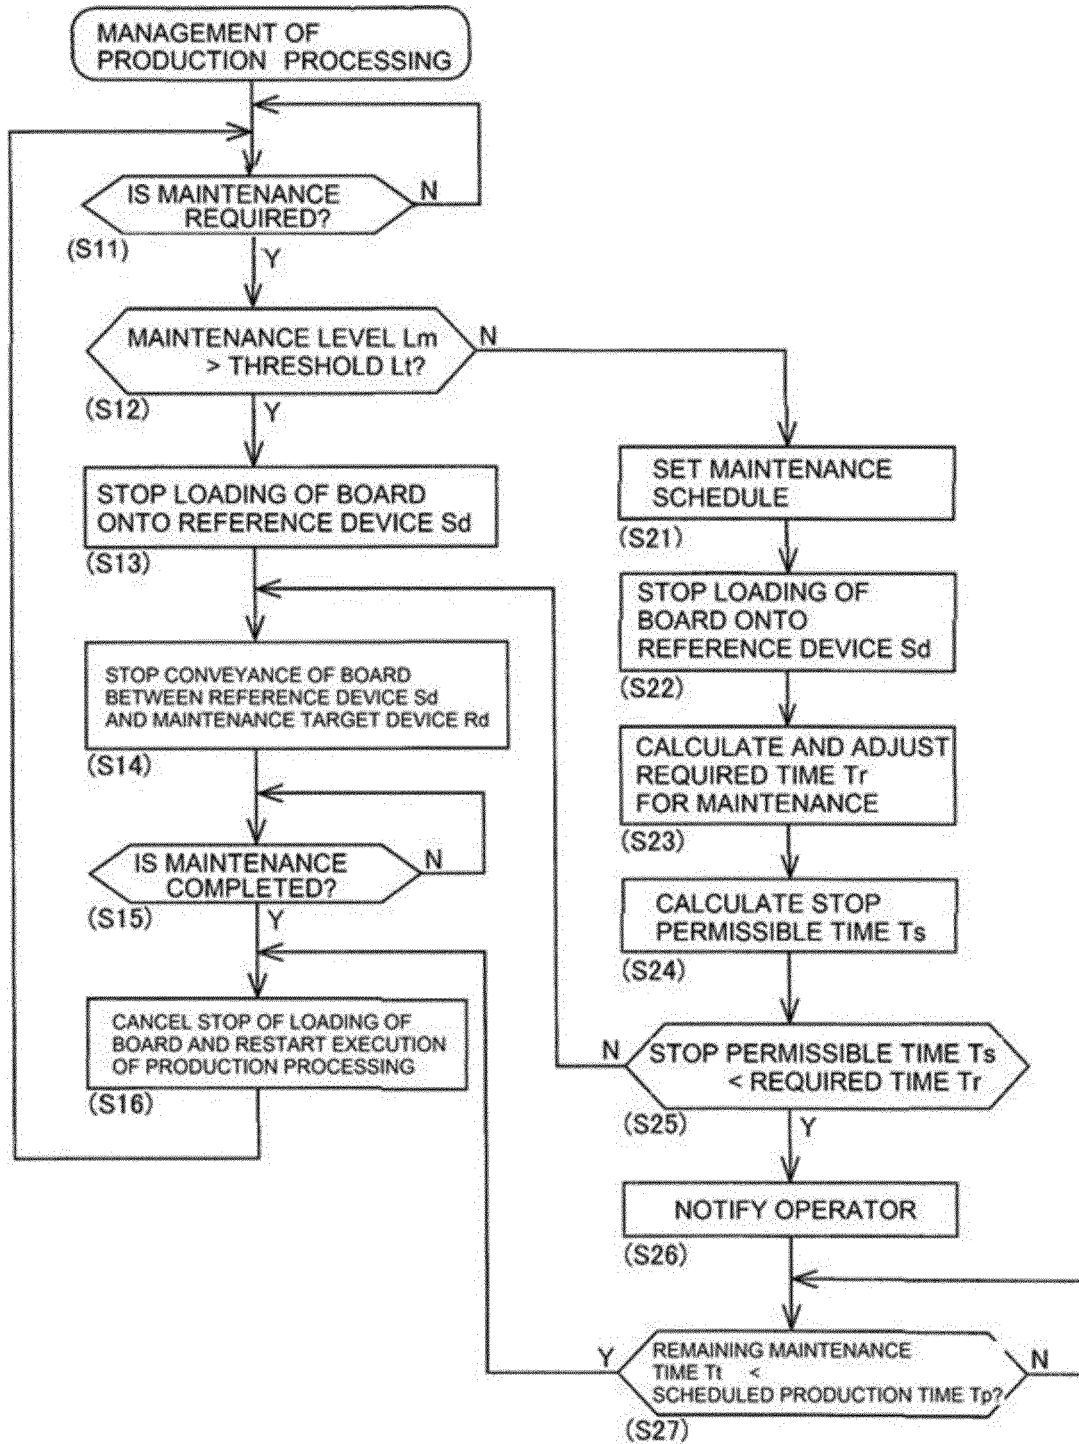 MANAGEMENT OF
PRODUCTION PROCESSING
IS MAINTENANCE
REQUIRED?
N
(S11)
Y
MAINTENANCE LEVEL Lm
> THRESHOLD Lt?
N
(S12)
Y
STOP LOADING OF BOARD
ONTO REFERENCE DEVICE Sd
(S13)
STOP CONVEYANCE OF BOARD
BETWEEN REFERENCE DEVICE Sd
AND MAINTENANCE TARGET DEVICE Rd
(S14)
IS MAINTENANCE
COMPLETED?
N
(S15)
Y
CANCEL STOP OF LOADING OF
BOARD AND RESTART EXECUTION
OF PRODUCTION PROCESSING
(S16)
SET MAINTENANCE
SCHEDULE
(S21)
STOP LOADING OF
BOARD ONTO
REFERENCE DEVICE Sd
(S22)
CALCULATE AND ADJUST
REQUIRED TIME Tr
FOR MAINTENANCE
(S23)
CALCULATE STOP
PERMISSIBLE TIME Ts
(S24)
N
STOP PERMISSIBLE TIME Ts
< REQUIRED TIME Tr
(S25)
Y
NOTIFY OPERATOR
(S26)
Y
REMAINING MAINTENANCE
TIME Tt <
SCHEDULED PRODUCTION TIME Tp?
N
(S27)